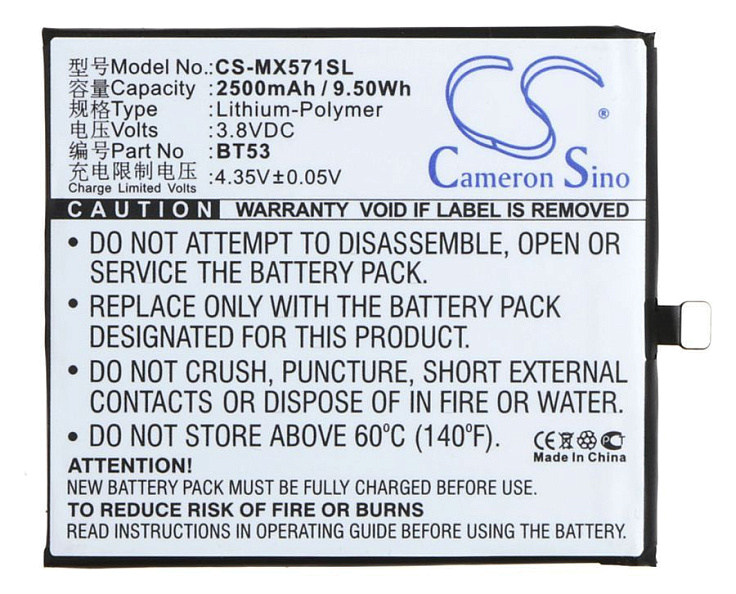 型号Model No.:CS-MX571SL
容量Capacity :2500mAh / 9.50Wh
规格Type :Lithium-Polymer
电压Volts :3.8VDC
编号Part No :BT53
充电限制电压 :4.35V±0.05V
Charge Limited Volts
CS ®
Cameron Sino
CAUTION WARRANTY VOID IF LABEL IS REMOVED
• DO NOT ATTEMPT TO DISASSEMBLE, OPEN OR
SERVICE THE BATTERY PACK.
• REPLACE ONLY WITH THE BATTERY PACK
DESIGNATED FOR THIS EQUIPMENT.
• DO NOT CRUSH, PUNCTURE, SHORT EXTERNAL
CONTACTS OR DISPOSE OF IN FIRE OR WATER.
• DO NOT STORE ABOVE 60°C (140°F).
CE PC
Made In China
ATTENTION!
NEW BATTERY PACK MUST BE FULLY CHARGED BEFORE USE
TO REDUCE RISK OF FIRE OR BURNS
READ INSTRUCTIONS IN OPERATING GUIDE BEFORE OPERATING